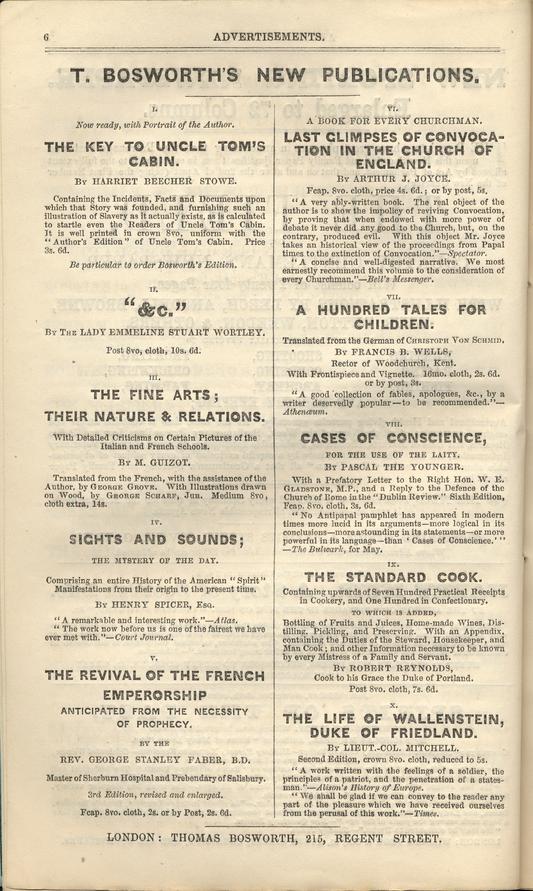 6
ADVERTISEMENTS.
T. BOSWORTH'S NEW PUBLICATIONS.
I.
Now ready, with Portrait of the Author.
THE KEY TO UNCLE TOM'S
CABIN.
BY HARRIET BEECHER STOWE.
Containing the Incidents, Facts and Documents upon
which that Story was founded, and furnishing such an
illustration of Slavery as it actually exists, as is calculated
to startle even the Readers of Uncle Tom's Cabin.
It is well printed in crown 8vo, uniform with the
"Author's Edition" of Uncle Tom's Cabin. Price
3s. 6d.
Be particular to order Bosworth's Edition.
II.
"&c."
BY THE LADY EMMELINE STUART WORTLEY.
Post 8vo, cloth, 10s. 6d.
III.
THE FINE ARTS;
THEIR NATURE & RELATIONS.
With Detailed Criticisms on Certain Pictures of the
Italian and French Schools.
BY M. GUIZOT.
Translated from the French, with the assistance of the
Author, by GEORGE GROVE. With Illustrations drawn
on Wood, by GEORGE SCHARF, Jun. Medium 8vo,
cloth extra, 14s.
IV.
SIGHTS AND SOUNDS;
THE MYSTERY OF THE DAY.
Comprising an entire History of the American "Spirit"
Manifestations from their origin to the present time.
BY HENRY SPICER, ESQ.
"A remarkable and interesting work."—Atlas.
"The work now before us is one of the fairest we have
ever met with."—Court Journal.
V.
THE REVIVAL OF THE FRENCH
EMPERORSHIP
ANTICIPATED FROM THE NECESSITY
OF PROPHECY.
BY THE
REV. GEORGE STANLEY FABER, B.D.
Master of Sherburn Hospital and Prebendary of Salisbury.
3rd Edition, revised and enlarged.
Fcap. 8vo. cloth, 2s. or by Post, 2s. 6d.
VI.
A BOOK FOR EVERY CHURCHMAN.
LAST GLIMPSES OF CONVOCA-
TION IN THE CHURCH OF
ENGLAND.
BY ARTHUR J. JOYCE.
Fcap. 8vo. cloth, price 4s. 6d.; or by post, 5s.
"A very ably-written book. The real object of the
author is to show the impolicy of reviving Convocation,
by proving that when endowed with more power of
debate it never did any good to the Church, but, on the
contrary, produced evil. With this object Mr. Joyce
takes an historical view of the proceedings from Papal
times to the extinction of Convocation."—Spectator.
"A concise and well-digested narrative. We most
earnestly recommend this volume to the consideration of
every Churchman."—Bell's Messenger.
VII.
A HUNDRED TALES FOR
CHILDREN.
Translated from the German of CHRISTOPH VON SCHMID,
BY FRANCIS B. WELLS,
Rector of Woodchurch, Kent.
With Frontispiece and Vignette. 16mo. cloth, 2s. 6d.
or by post, 3s.
"A good collection of fables, apologues, &c., by a
writer deservedly popular—to be recommended."—
Athenæum.
VIII.
CASES OF CONSCIENCE,
FOR THE USE OF THE LAITY.
BY PASCAL THE YOUNGER.
With a Prefatory Letter to the Right Hon. W. E.
GLADSTONE, M.P., and a Reply to the Defence of the
Church of Rome in the "Dublin Review." Sixth Edition,
Fcap. 8vo. cloth, 3s. 6d.
"No Antipapal pamphlet has appeared in modern
times more lucid in its arguments—more logical in its
conclusions—more astounding in its statements—or more
powerful in its language—than 'Cases of Conscience.'"
—The Bulwark, for May.
IX.
THE STANDARD COOK.
Containing upwards of Seven Hundred Practical Receipts
in Cookery, and One Hundred in Confectionary.
TO WHICH IS ADDED,
Bottling of Fruits and Juices, Home-made Wines, Dis-
tilling, Pickling, and Preserving. With an Appendix,
containing the Duties of the Steward, Housekeeper, and
Man Cook; and other Information necessary to be known
by every Mistress of a Family and Servant.
BY ROBERT REYNOLDS,
Cook to his Grace the Duke of Portland.
Post 8vo. cloth, 7s. 6d.
X.
THE LIFE OF WALLENSTEIN,
DUKE OF FRIEDLAND.
BY LIEUT.-COL. MITCHELL.
Second Edition, crown 8vo. cloth, reduced to 5s.
"A work written with the feelings of a soldier, the
principles of a patriot, and the penetration of a states-
man."—Alison's History of Europe.
"We shall be glad if we can convey to the reader any
part of the pleasure which we have received ourselves
from the perusal of this work."—Times.
LONDON: THOMAS BOSWORTH, 215, REGENT STREET.